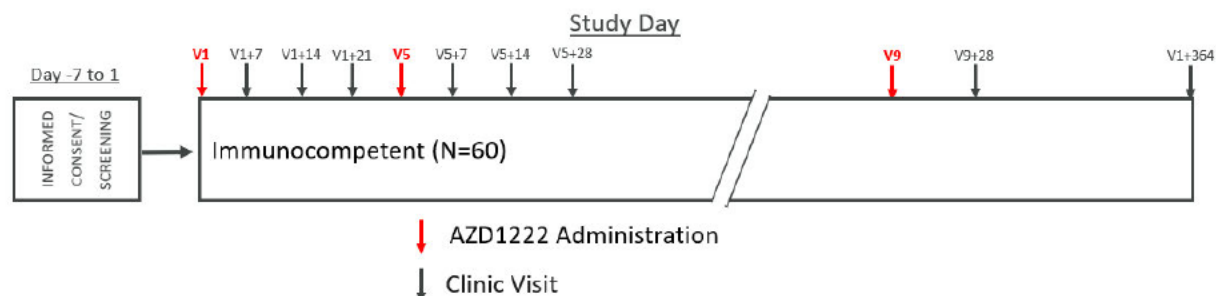 Study Day
V1 V1+7 V1+14 V1+21 V5 V5+7 V5+14 V5+28 V9 V9+28 V1+364
Day -7 to 1
INFORMED
CONSENT/
SCREENING
Immunocompetent (N=60)
AZD1222 Administration
Clinic Visit